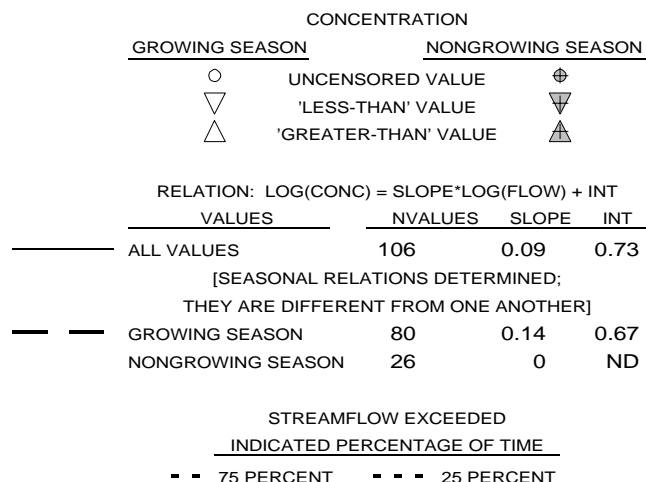 CONCENTRATION
GROWING SEASON NONGROWING SEASON
UNCENSORED VALUE
'LESS-THAN' VALUE
'GREATER-THAN' VALUE
RELATION: LOG(CONC) = SLOPE*LOG(FLOW) + INT
VALUES NVALUES SLOPE INT
ALL VALUES 106 0.09 0.73
[SEASONAL RELATIONS DETERMINED;
THEY ARE DIFFERENT FROM ONE ANOTHER]
GROWING SEASON 80 0.14 0.67
NONGROWING SEASON 26 0 ND
STREAMFLOW EXCEEDED
INDICATED PERCENTAGE OF TIME
75 PERCENT 25 PERCENT